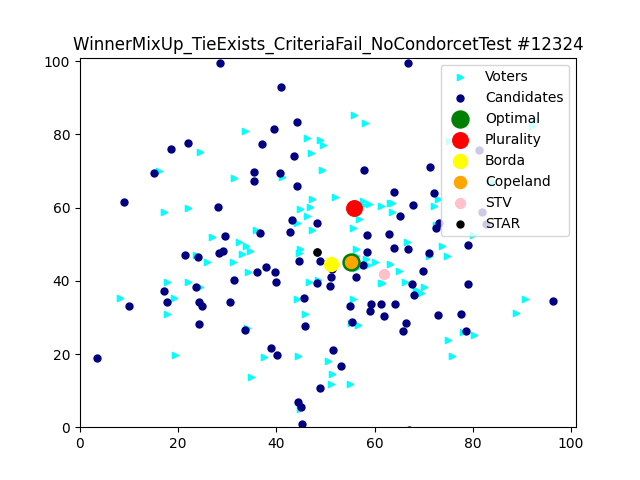 WinnerMixUp_TieExists_CriteriaFail_NoCondorcetTest #12324
100
80
60
40
20
0
0
20
40
60
80
100
Voters
Candidates
Optimal
Plurality
Borda
Copeland
STV
STAR